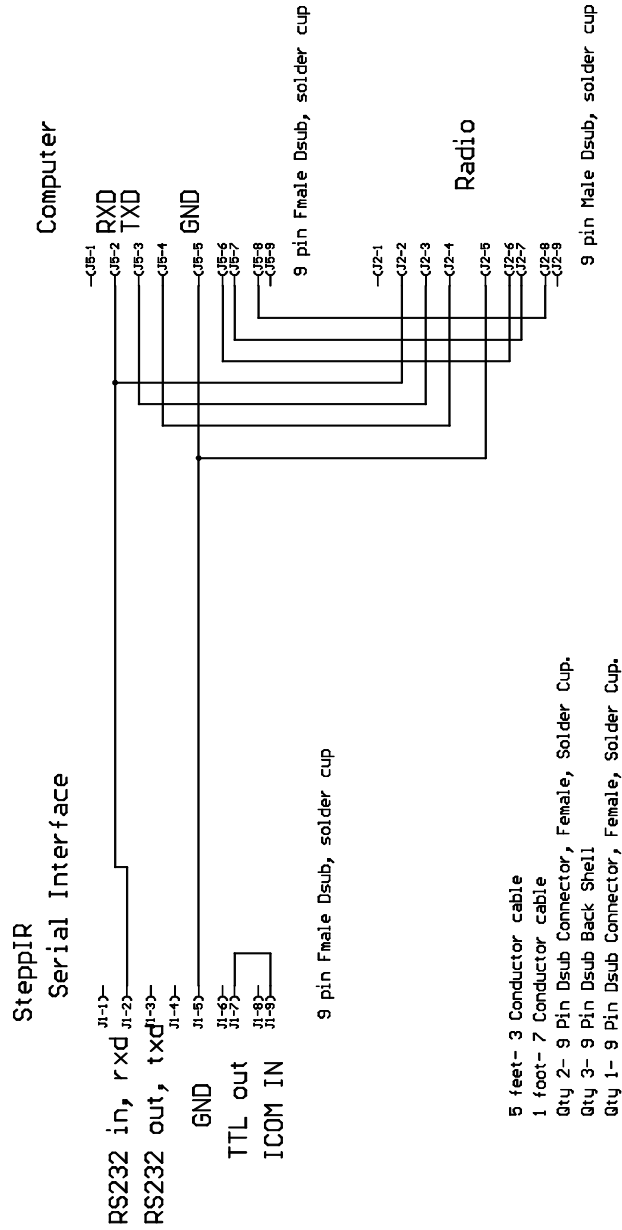 SteppIR
Serial Interface
J1-1
J1-2
J1-3
J1-4
J1-5
J1-6
J1-7
J1-8
J1-9
RS232 in, rxd
RS232 out, txd
GND
TTL out
ICOM IN
9 pin Fmale Dsub, solder cup
Computer
RXD
TXD
GND
J5-1
J5-2
J5-3
J5-4
J5-5
J5-6
J5-7
J5-8
J5-9
9 pin Fmale Dsub, solder cup
J2-1
J2-2
J2-3
J2-4
J2-5
J2-6
J2-7
J2-8
J2-9
Radio
9 pin Male Dsub, solder cup
5 feet- 3 Conductor cable
1 foot- 7 Conductor cable
Qty 2- 9 Pin Dsub Connector, Female, Solder Cup.
Qty 3- 9 Pin Dsub Back Shell
Qty 1- 9 Pin Dsub Connector, Female, Solder Cup.